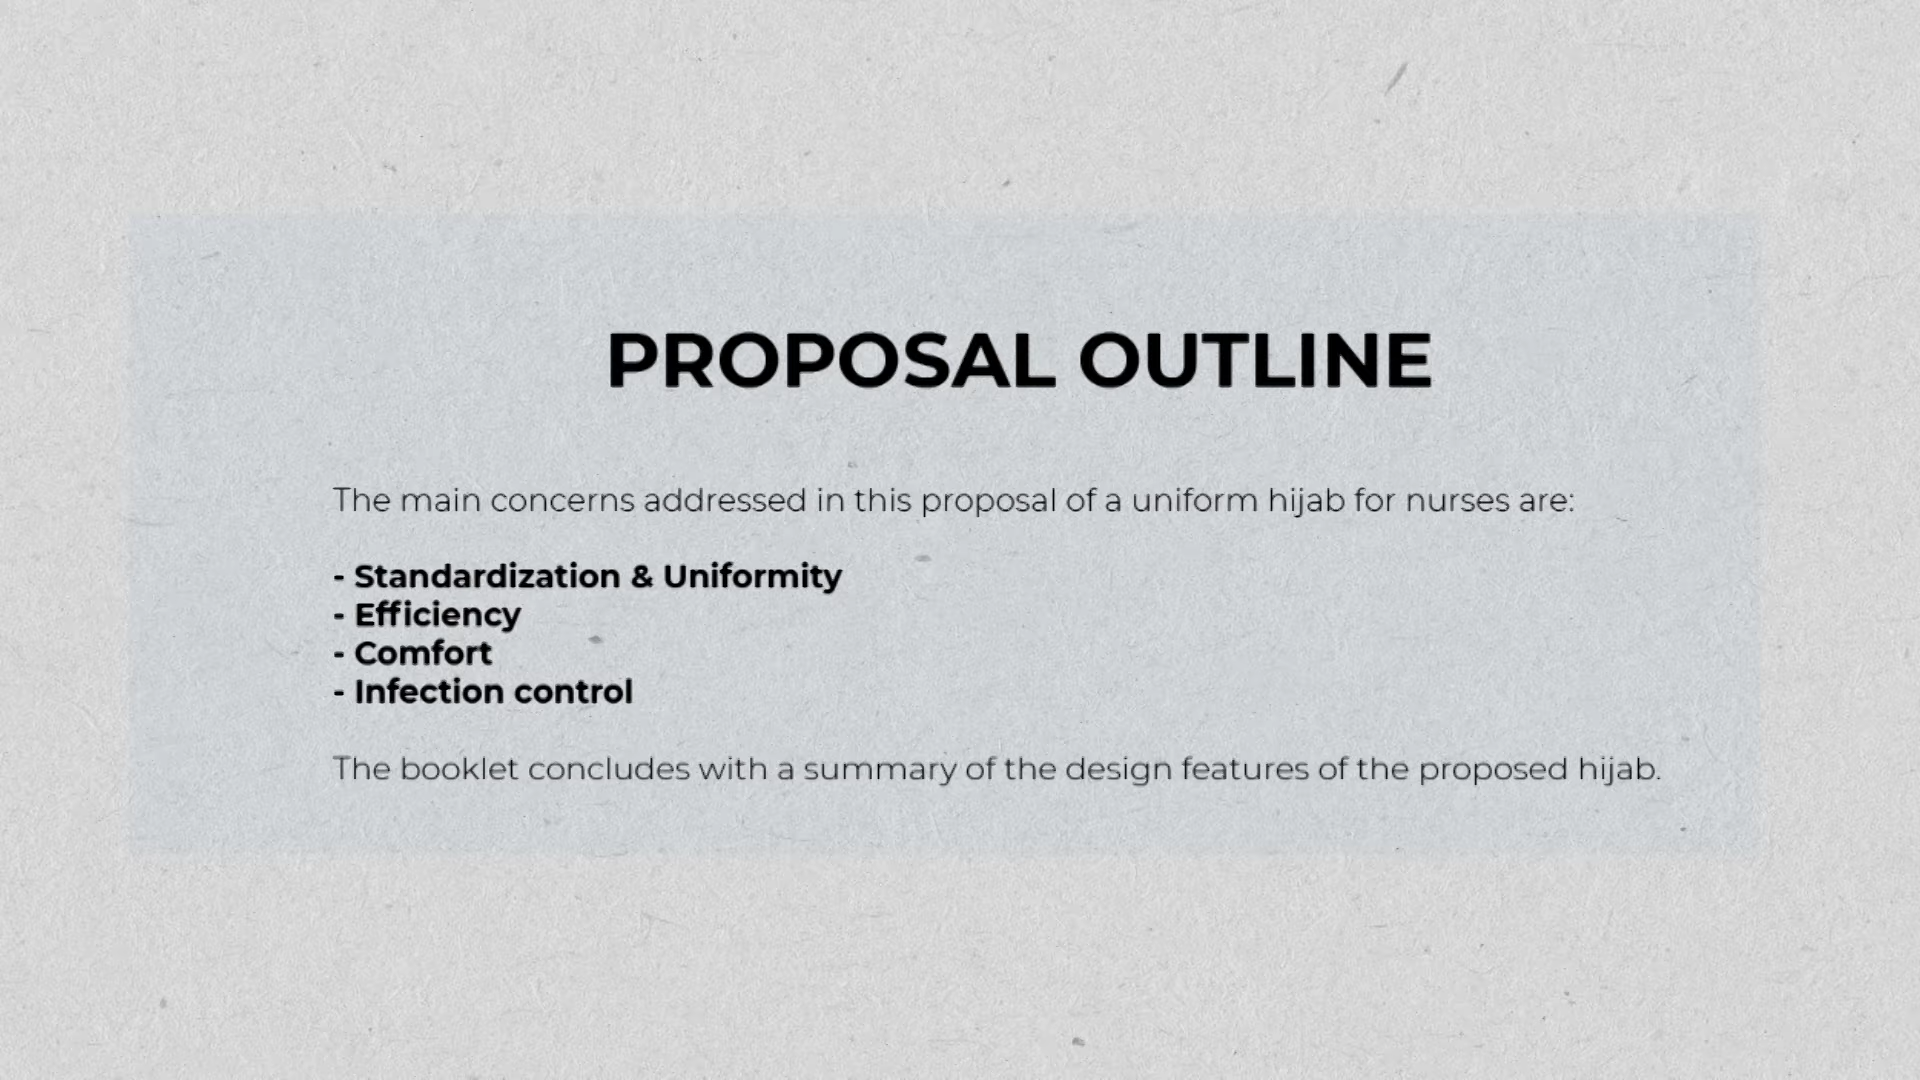 PROPOSAL OUTLINE
The main concerns addressed in this proposal of a uniform hijab for nurses are:
- Standardization & Uniformity
- Efficiency
- Comfort
- Infection control
The booklet concludes with a summary of the design features of the proposed hijab.